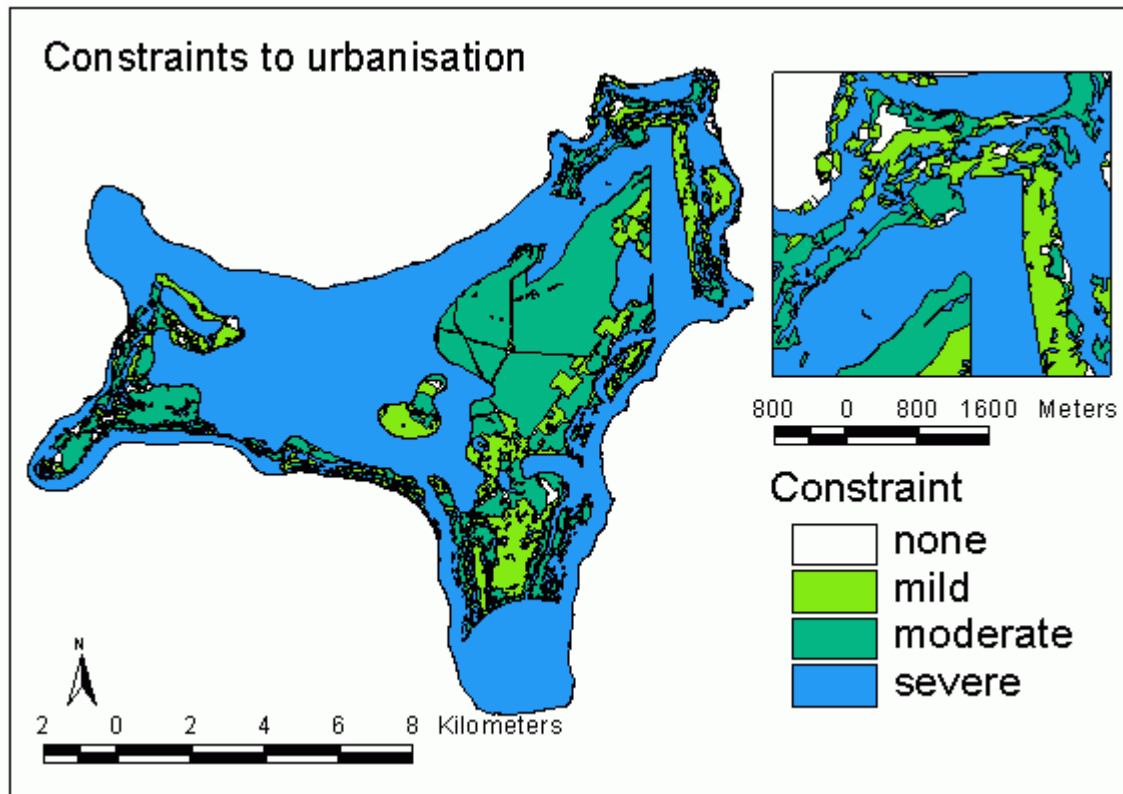 Constraints to urbanisation
800 0 800 1600 Meters
Constraint
none
mild
moderate
severe
N
2 0 2 4 6 8 Kilometers